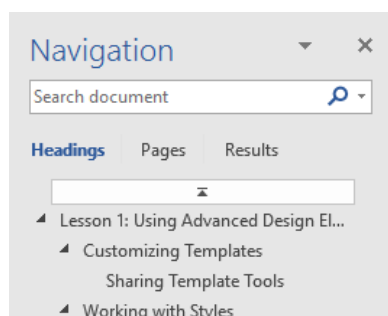 Navigation
Search document
Headings Pages Results
Lesson 1: Using Advanced Design El...
Customizing Templates
Sharing Template Tools
Working with Styles